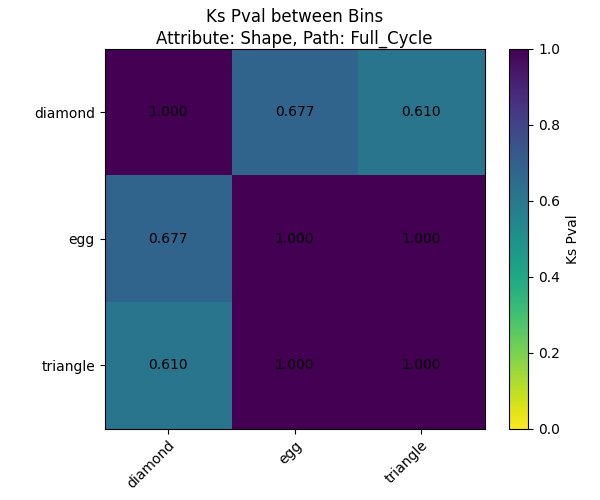 Ks Pval between Bins
Attribute: Shape, Path: Full_Cycle
diamond 1.000 0.677 0.610
egg 0.677 1.000 1.000
triangle 0.610 1.000 1.000
diamond egg triangle
1.0
0.8
0.6
0.4
0.2
0.0
Ks Pval